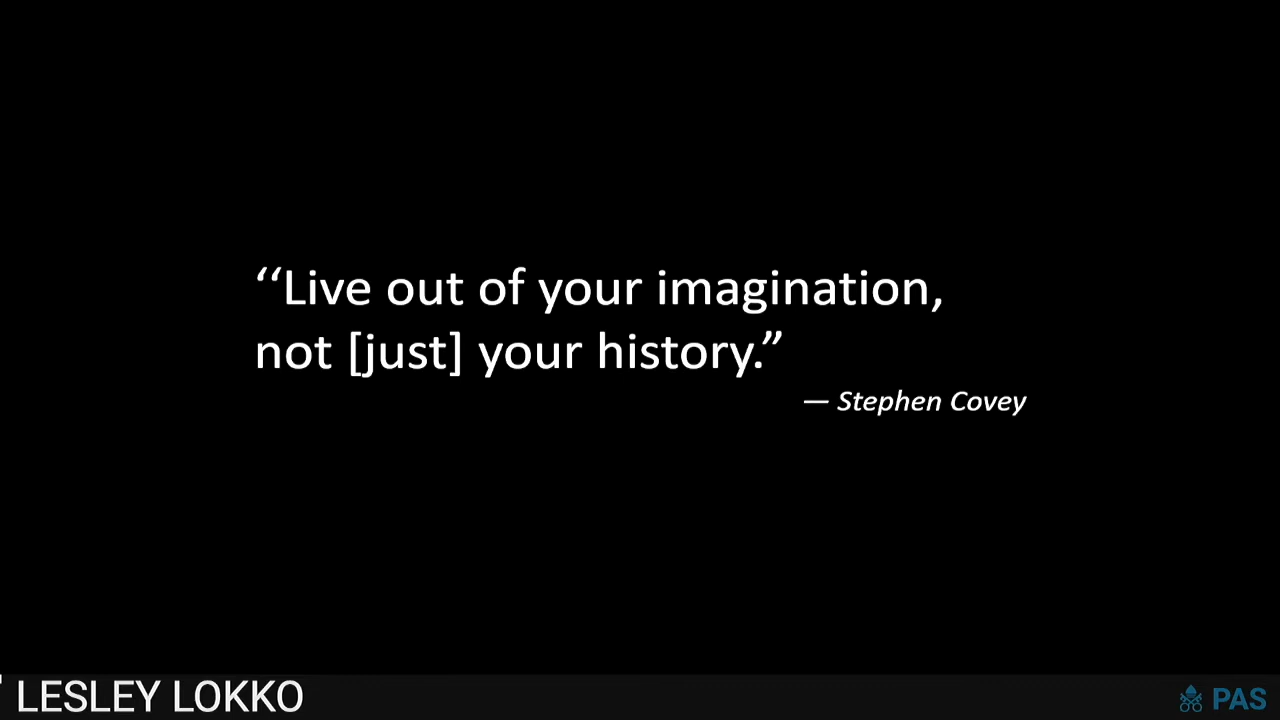 ‘‘Live out of your imagination,
not [just] your history.”
— Stephen Covey
LESLEY LOKKO
PAS